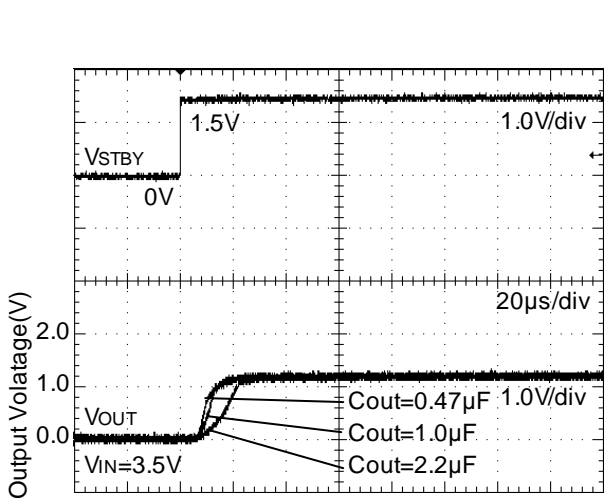 1.5V
1.0V/div
VSTBY
0V
20µs/div
Output Volatage(V)
2.0
1.0
0.0
Cout=0.47µF
1.0V/div
VOUT
Cout=1.0µF
VIN=3.5V
Cout=2.2µF